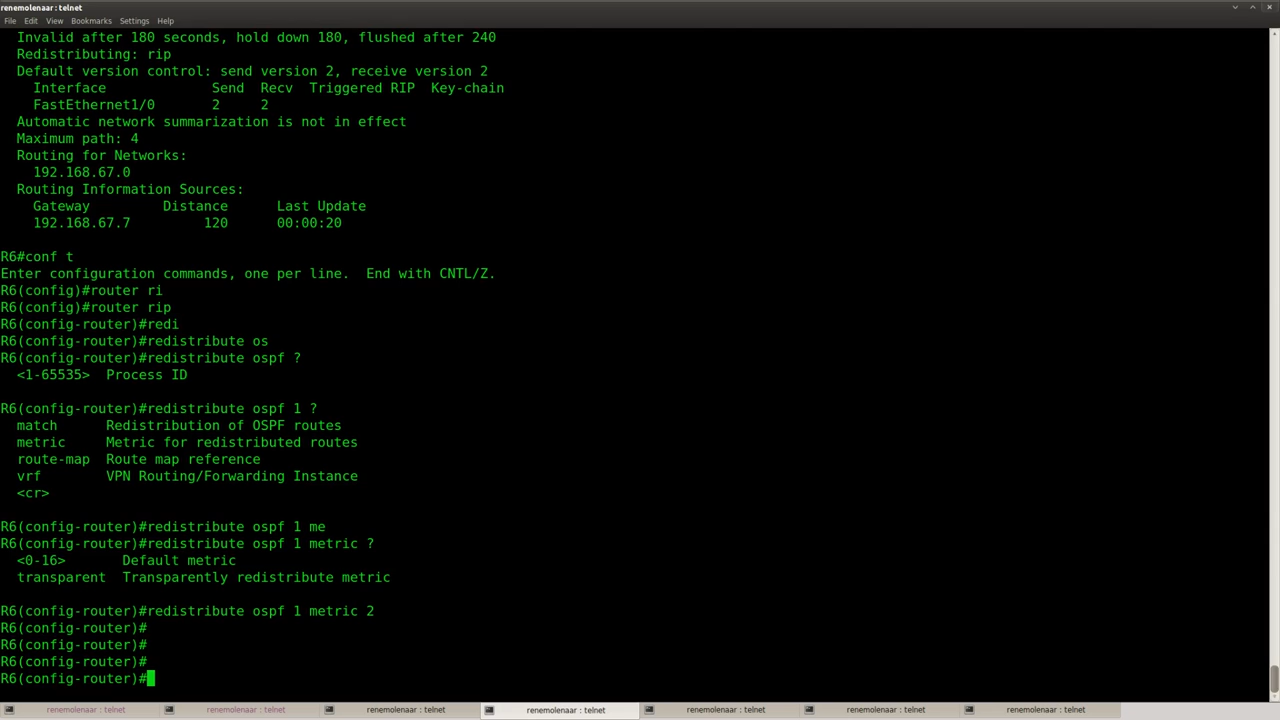 renemolenaar : telnet
File Edit View Bookmarks Settings Help
Invalid after 180 seconds, hold down 180, flushed after 240
Redistributing: rip
Default version control: send version 2, receive version 2
Interface Send Recv Triggered RIP Key-chain
FastEthernet1/0 2 2
Automatic network summarization is not in effect
Maximum path: 4
Routing for Networks:
192.168.67.0
Routing Information Sources:
Gateway Distance Last Update
192.168.67.7 120 00:00:20
R6#conf t
Enter configuration commands, one per line. End with CNTL/Z.
R6(config)#router ri
R6(config)#router rip
R6(config-router)#redi
R6(config-router)#redistribute os
R6(config-router)#redistribute ospf ?
<1-65535> Process ID
R6(config-router)#redistribute ospf 1 ?
match Redistribution of OSPF routes
metric Metric for redistributed routes
route-map Route map reference
vrf VPN Routing/Forwarding Instance
<cr>
R6(config-router)#redistribute ospf 1 me
R6(config-router)#redistribute ospf 1 metric ?
<0-16> Default metric
transparent Transparently redistribute metric
R6(config-router)#redistribute ospf 1 metric 2
R6(config-router)#
R6(config-router)#
R6(config-router)#
R6(config-router)#
renemolenaar : telnet renemolenaar : telnet renemolenaar : telnet renemolenaar : telnet renemolenaar : telnet renemolenaar : telnet renemolenaar : telnet